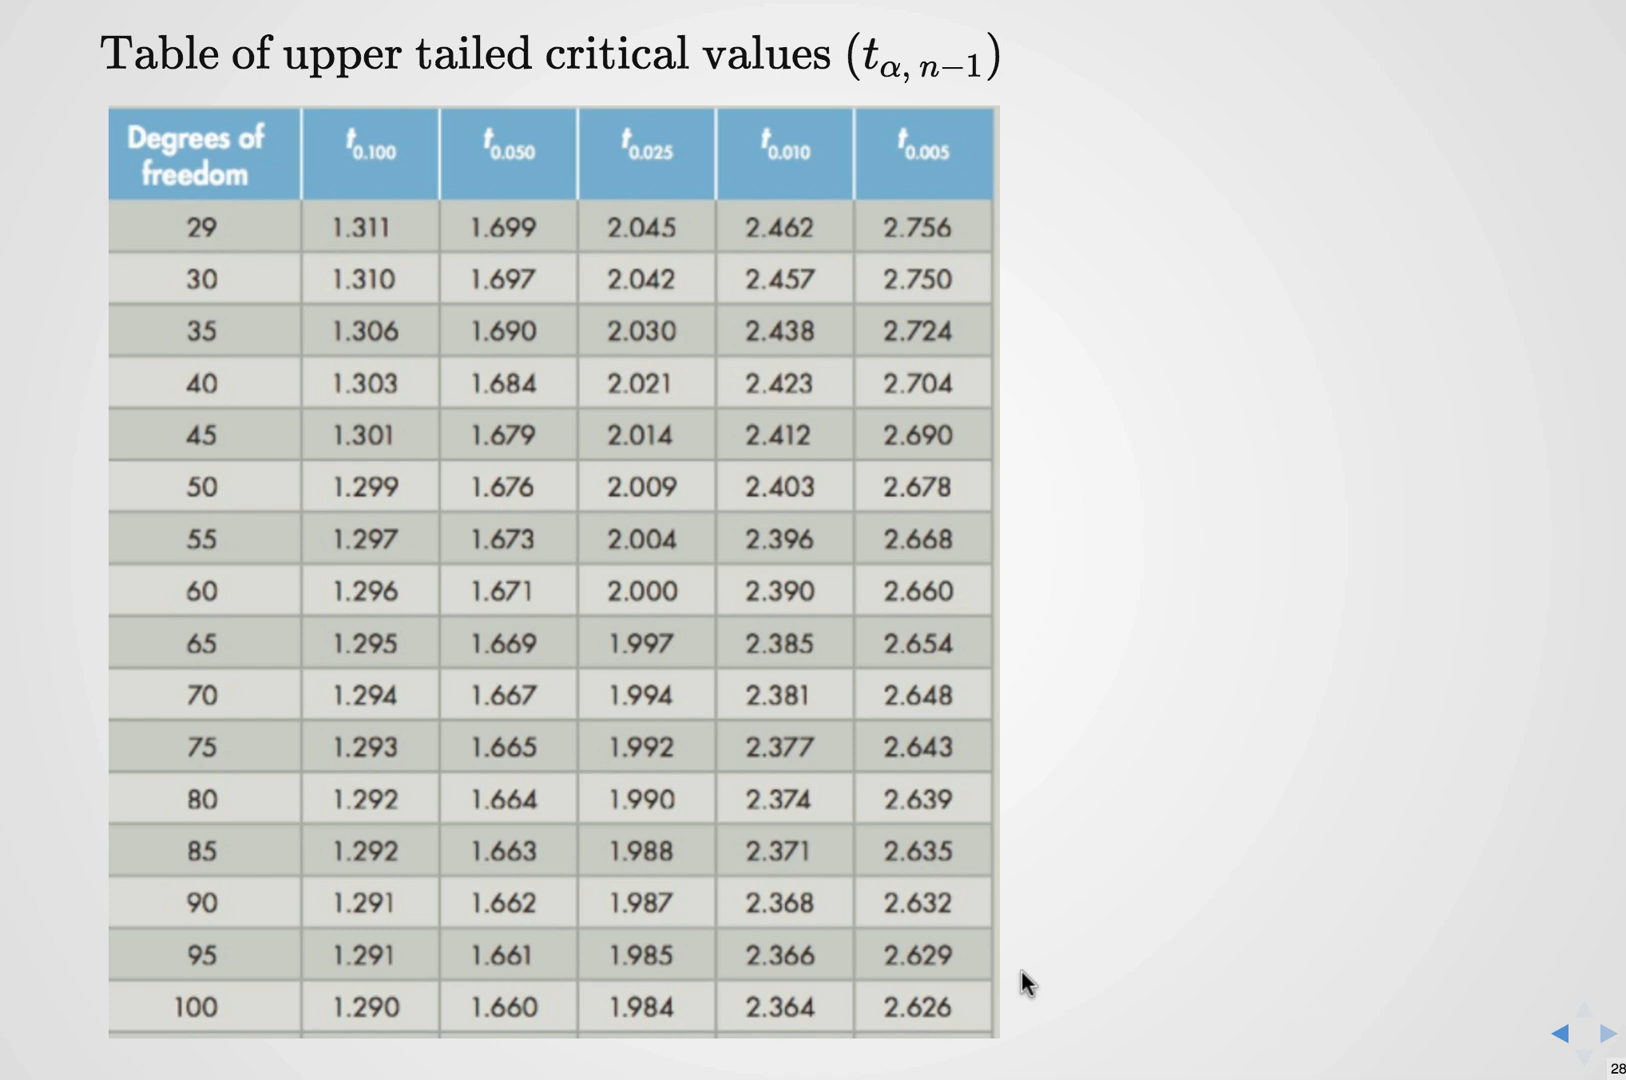 Table of upper tailed critical values (tα, n−1)
Degrees of freedom t0.100 t0.050 t0.025 t0.010 t0.005
29 1.311 1.699 2.045 2.462 2.756
30 1.310 1.697 2.042 2.457 2.750
35 1.306 1.690 2.030 2.438 2.724
40 1.303 1.684 2.021 2.423 2.704
45 1.301 1.679 2.014 2.412 2.690
50 1.299 1.676 2.009 2.403 2.678
55 1.297 1.673 2.004 2.396 2.668
60 1.296 1.671 2.000 2.390 2.660
65 1.295 1.669 1.997 2.385 2.654
70 1.294 1.667 1.994 2.381 2.648
75 1.293 1.665 1.992 2.377 2.643
80 1.292 1.664 1.990 2.374 2.639
85 1.292 1.663 1.988 2.371 2.635
90 1.291 1.662 1.987 2.368 2.632
95 1.291 1.661 1.985 2.366 2.629
100 1.290 1.660 1.984 2.364 2.626
28